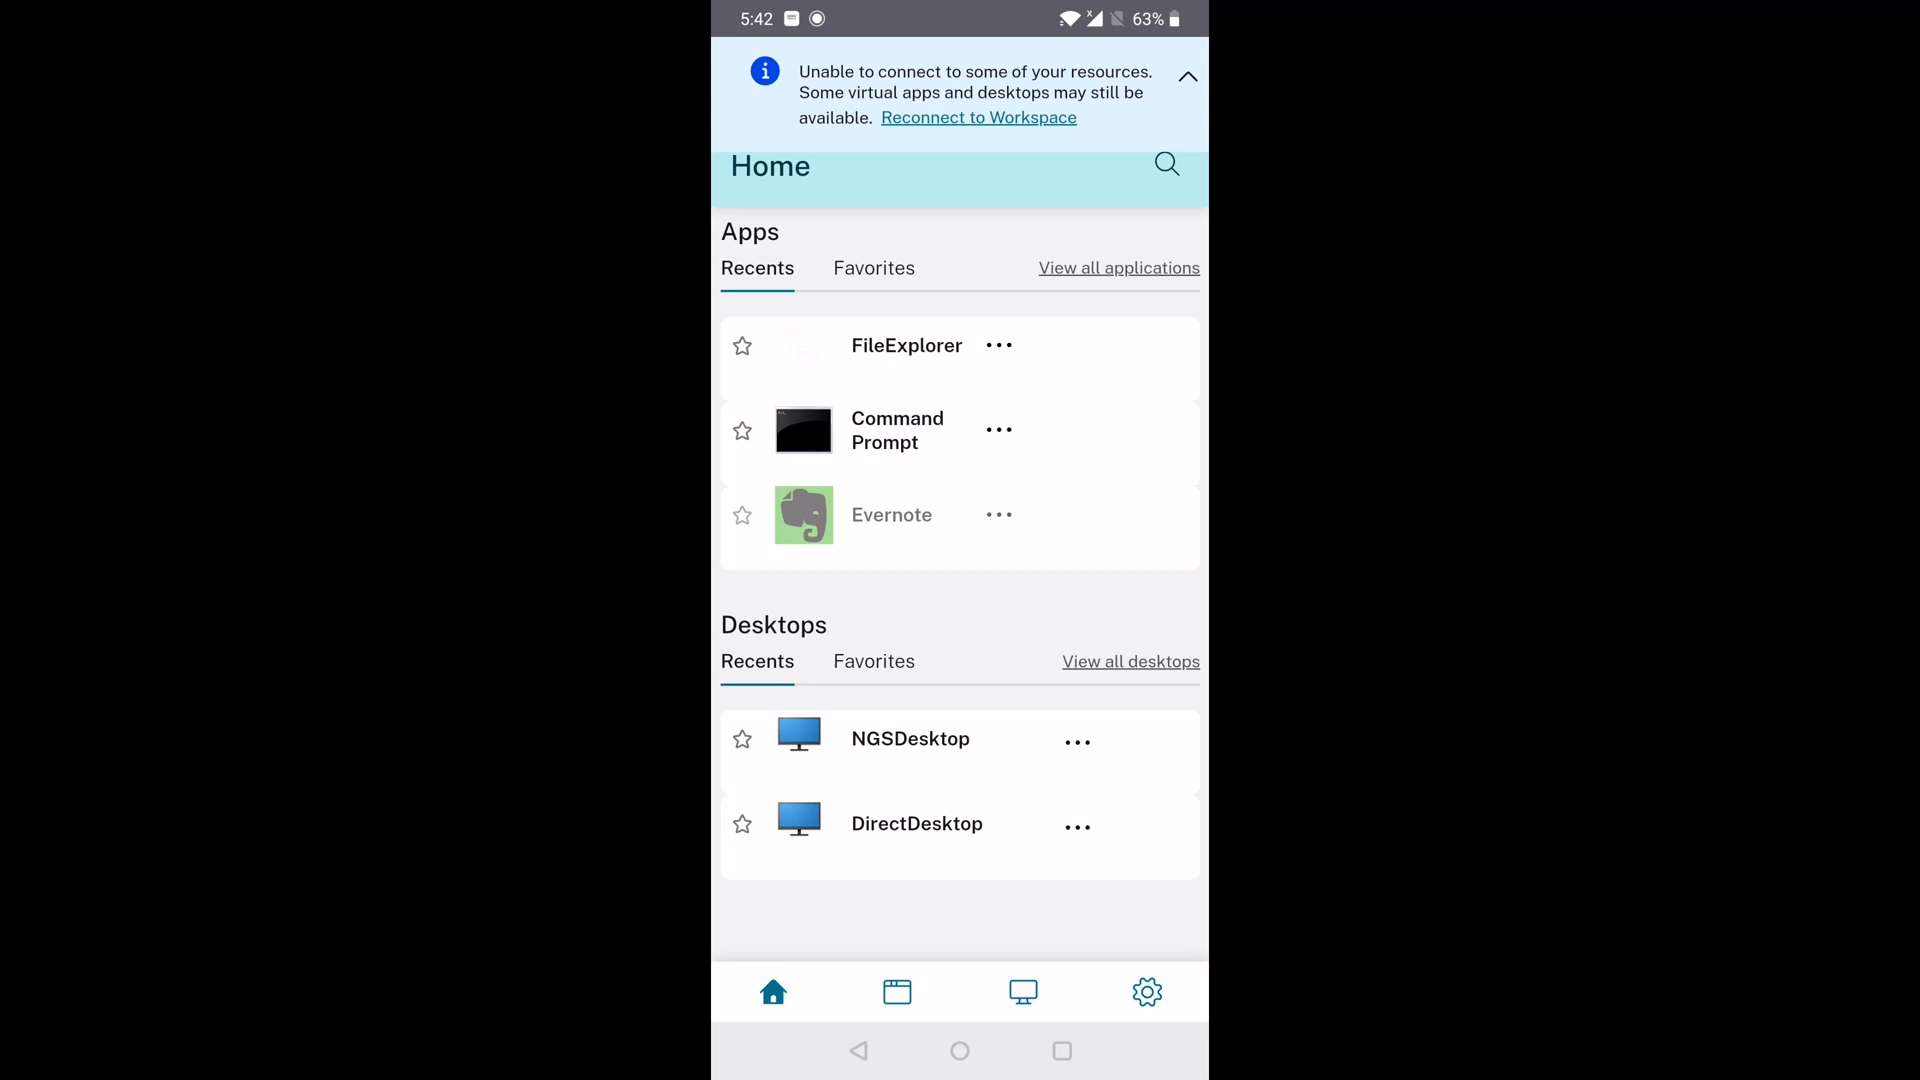 5:42
63%
Unable to connect to some of your resources.
Some virtual apps and desktops may still be
available. Reconnect to Workspace
Home
Apps
Recents Favorites View all applications
FileExplorer
Command
Prompt
Evernote
Desktops
Recents Favorites View all desktops
NGSDesktop
DirectDesktop